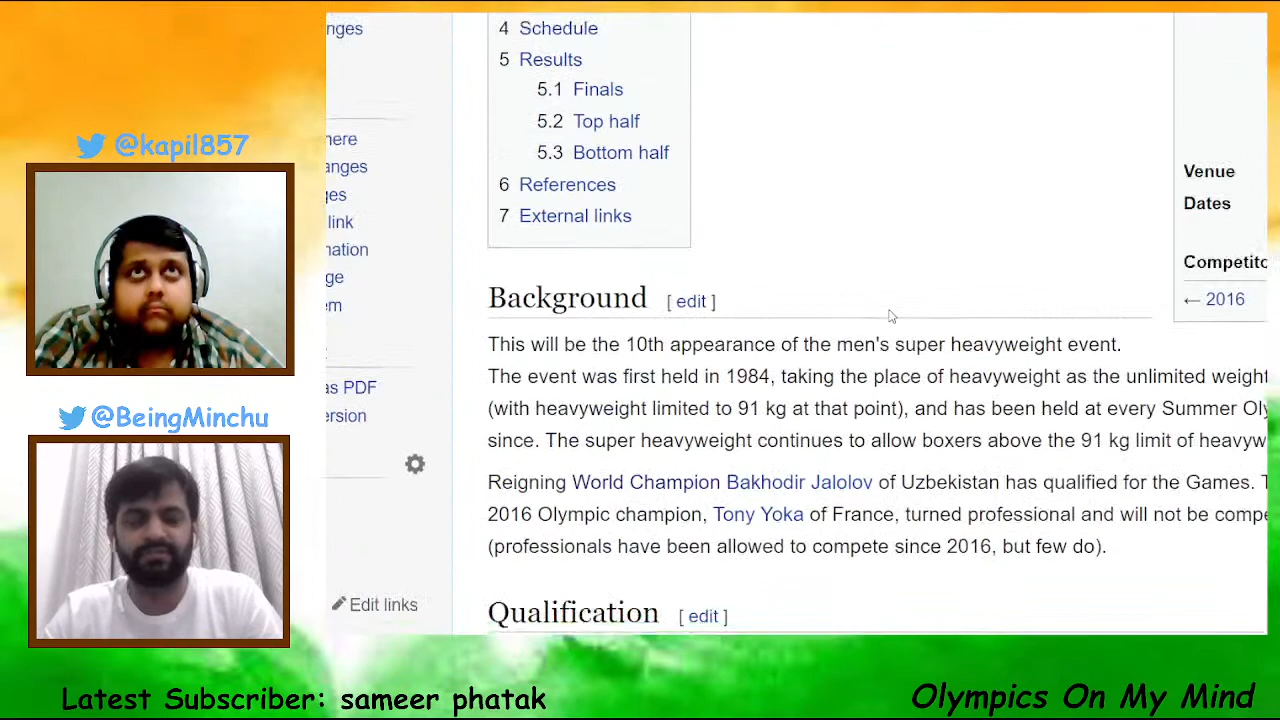 @kapil857
@BeingMinchu
nges
here
anges
ges
link
mation
ge
em
as PDF
ersion
Edit links
4 Schedule
5 Results
5.1 Finals
5.2 Top half
5.3 Bottom half
6 References
7 External links
Venue
Dates
Competito
← 2016
Background [ edit ]
This will be the 10th appearance of the men's super heavyweight event.
The event was first held in 1984, taking the place of heavyweight as the unlimited weight
(with heavyweight limited to 91 kg at that point), and has been held at every Summer Oly
since. The super heavyweight continues to allow boxers above the 91 kg limit of heavyw
Reigning World Champion Bakhodir Jalolov of Uzbekistan has qualified for the Games. T
2016 Olympic champion, Tony Yoka of France, turned professional and will not be compe
(professionals have been allowed to compete since 2016, but few do).
Qualification [ edit ]
Latest Subscriber: sameer phatak
Olympics On My Mind